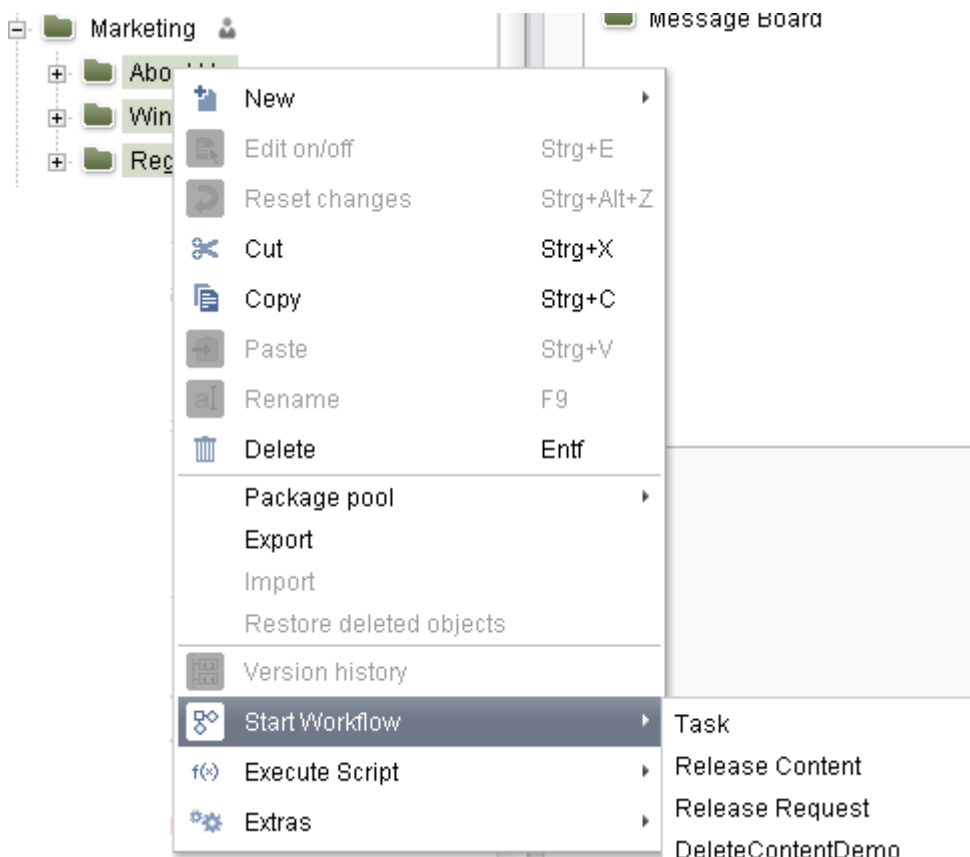 Marketing
Message Board
New
Edit on/off Strg+E
Reset changes Strg+Alt+Z
Cut Strg+X
Copy Strg+C
Paste Strg+V
Rename F9
Delete Entf
Package pool
Export
Import
Restore deleted objects
Version history
Start Workflow
Execute Script
Extras
Task
Release Content
Release Request
DeleteContentDemo